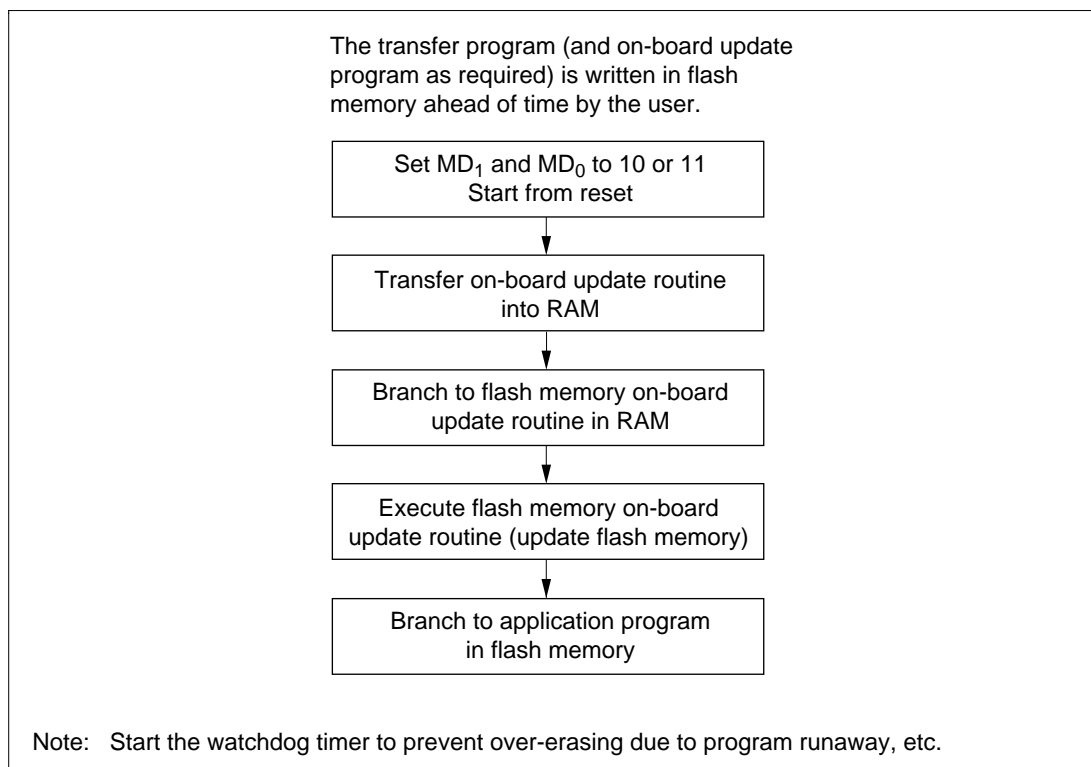 The transfer program (and on-board update
program as required) is written in flash
memory ahead of time by the user.
Set MD₁ and MD₀ to 10 or 11
Start from reset
Transfer on-board update routine
into RAM
Branch to flash memory on-board
update routine in RAM
Execute flash memory on-board
update routine (update flash memory)
Branch to application program
in flash memory
Note: Start the watchdog timer to prevent over-erasing due to program runaway, etc.